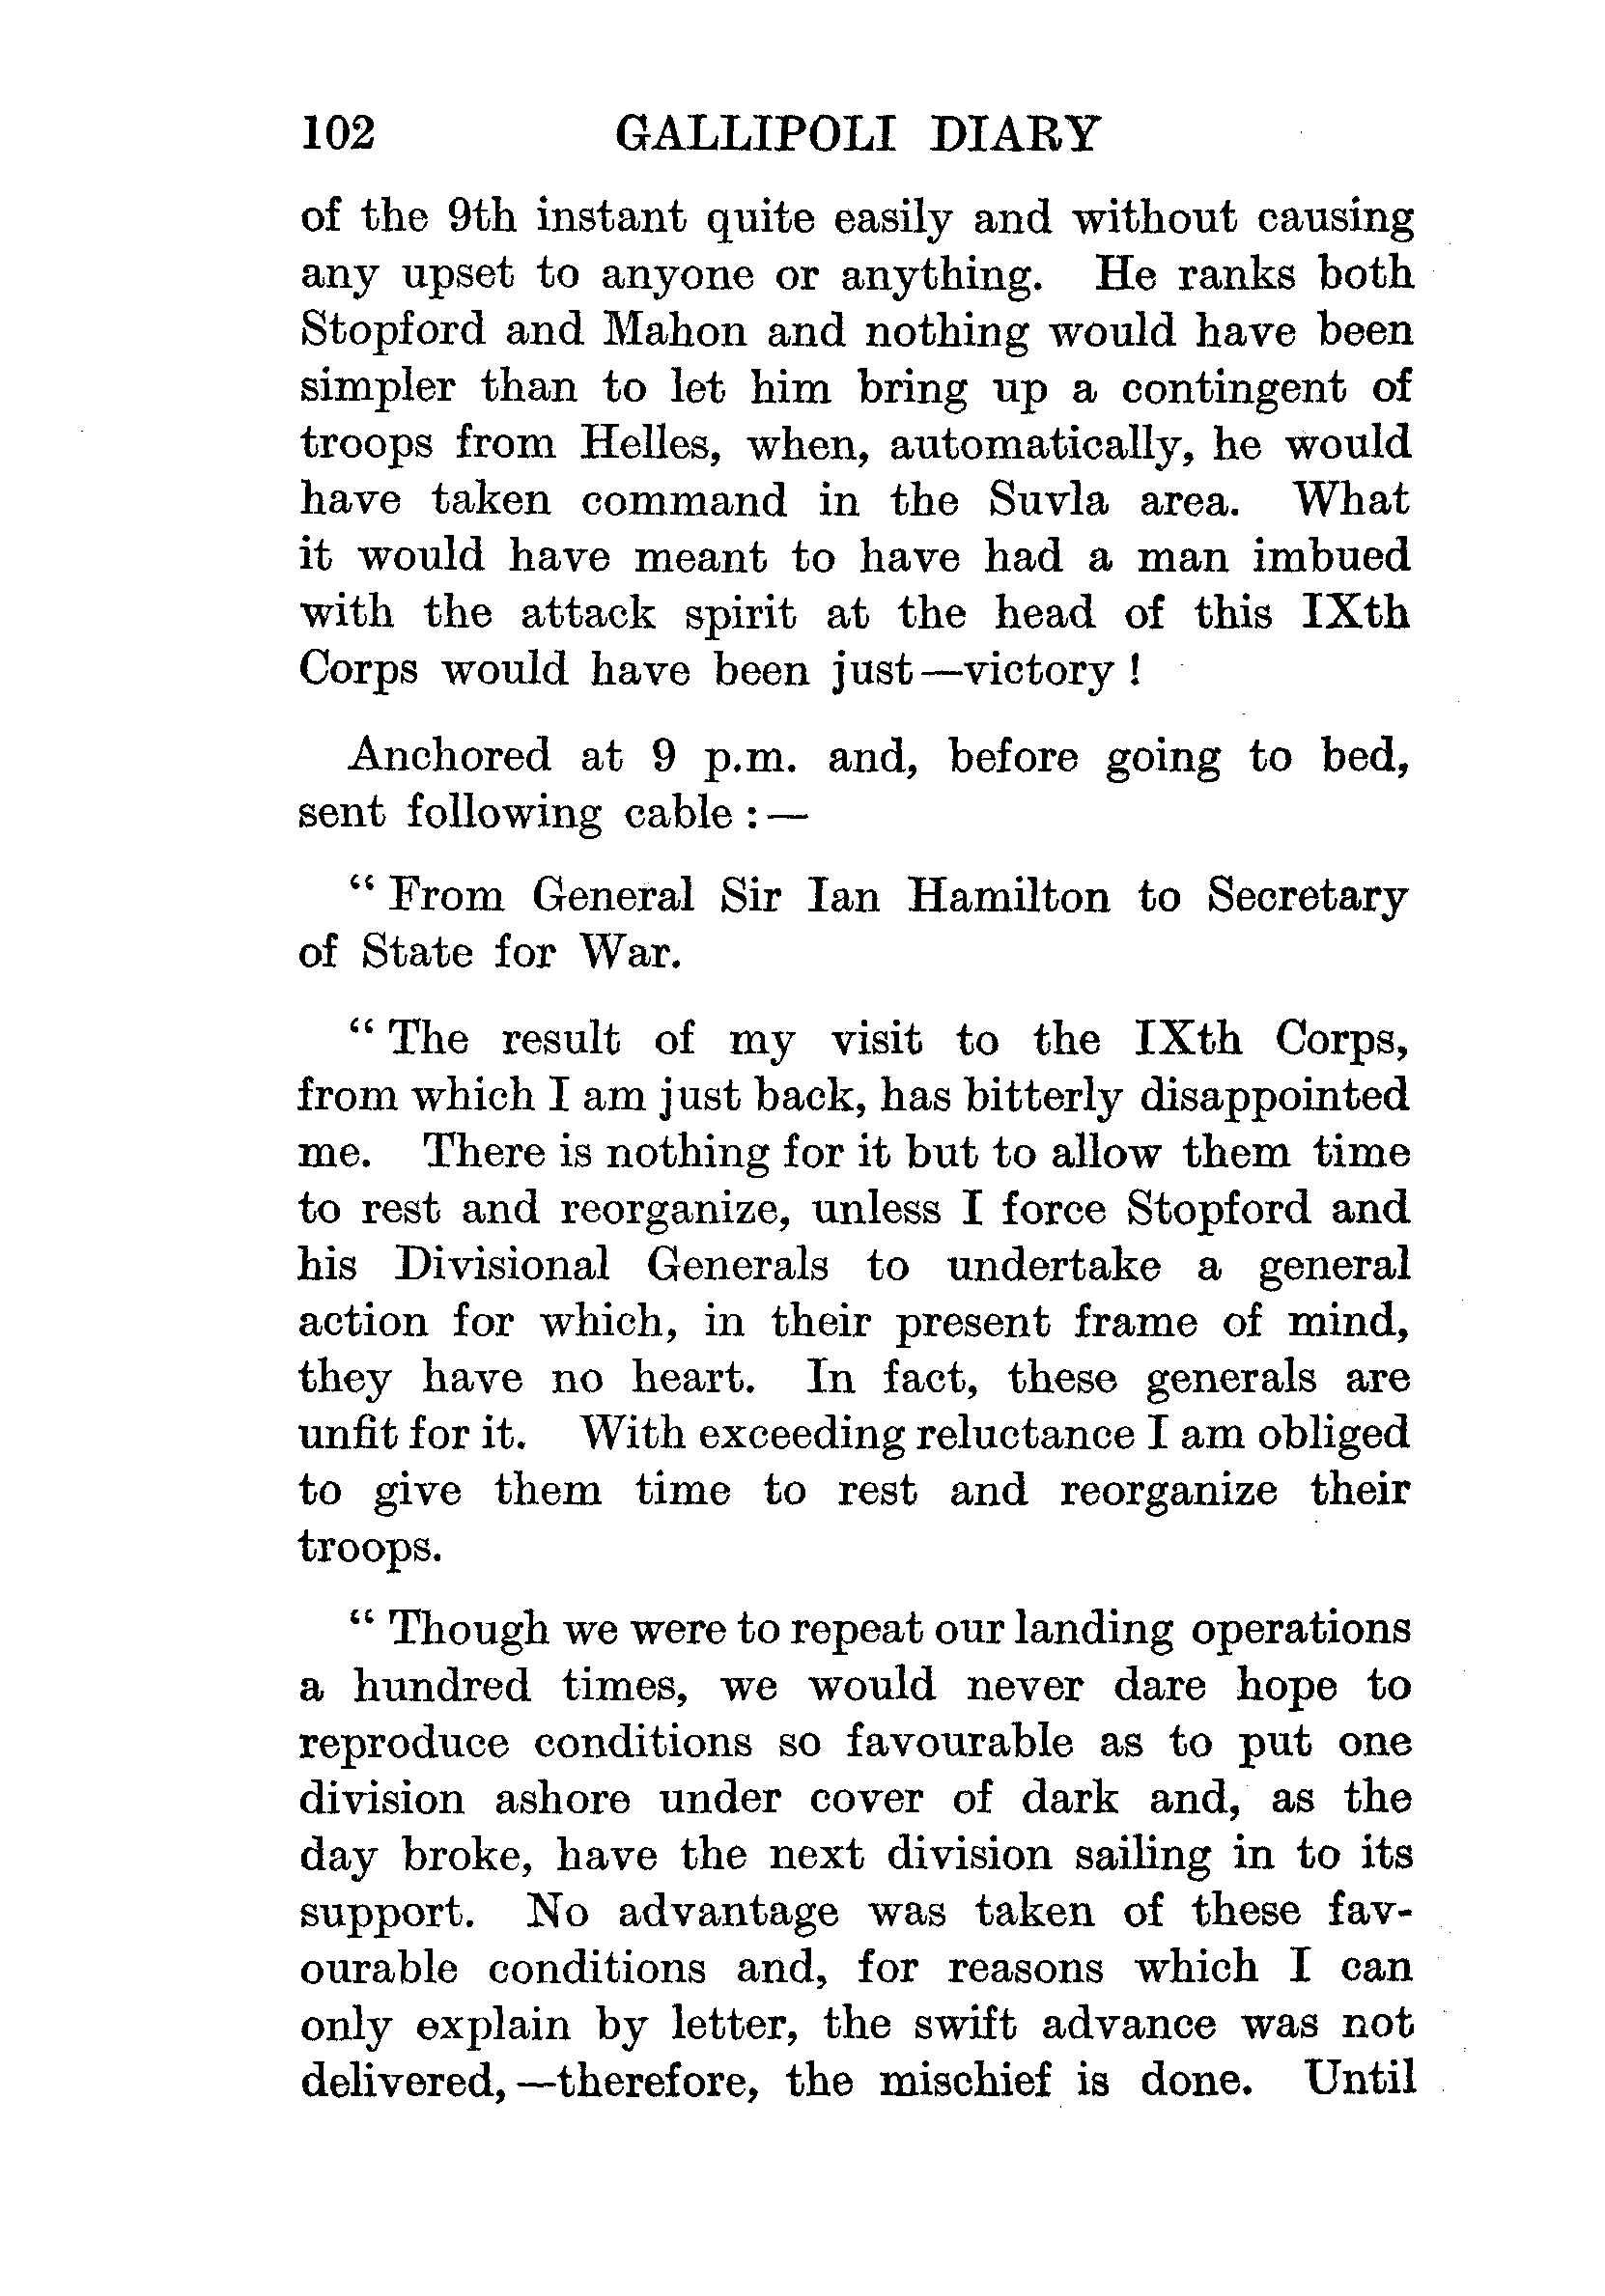 102 GALLIPOLI DIARY
of the 9th instant quite easily and without causing
any upset to anyone or anything. He ranks both
Stopford and Mahon and nothing would have been
simpler than to let him bring up a contingent of
troops from Helles, when, automatically, he would
have taken command in the Suvla area. What
it would have meant to have had a man imbued
with the attack spirit at the head of this IXth
Corps would have been just—victory !
Anchored at 9 p.m. and, before going to bed,
sent following cable :—
“ From General Sir Ian Hamilton to Secretary
of State for War.
“ The result of my visit to the IXth Corps,
from which I am just back, has bitterly disappointed
me. There is nothing for it but to allow them time
to rest and reorganize, unless I force Stopford and
his Divisional Generals to undertake a general
action for which, in their present frame of mind,
they have no heart. In fact, these generals are
unfit for it. With exceeding reluctance I am obliged
to give them time to rest and reorganize their
troops.
“ Though we were to repeat our landing operations
a hundred times, we would never dare hope to
reproduce conditions so favourable as to put one
division ashore under cover of dark and, as the
day broke, have the next division sailing in to its
support. No advantage was taken of these fav-
ourable conditions and, for reasons which I can
only explain by letter, the swift advance was not
delivered,—therefore, the mischief is done. Until